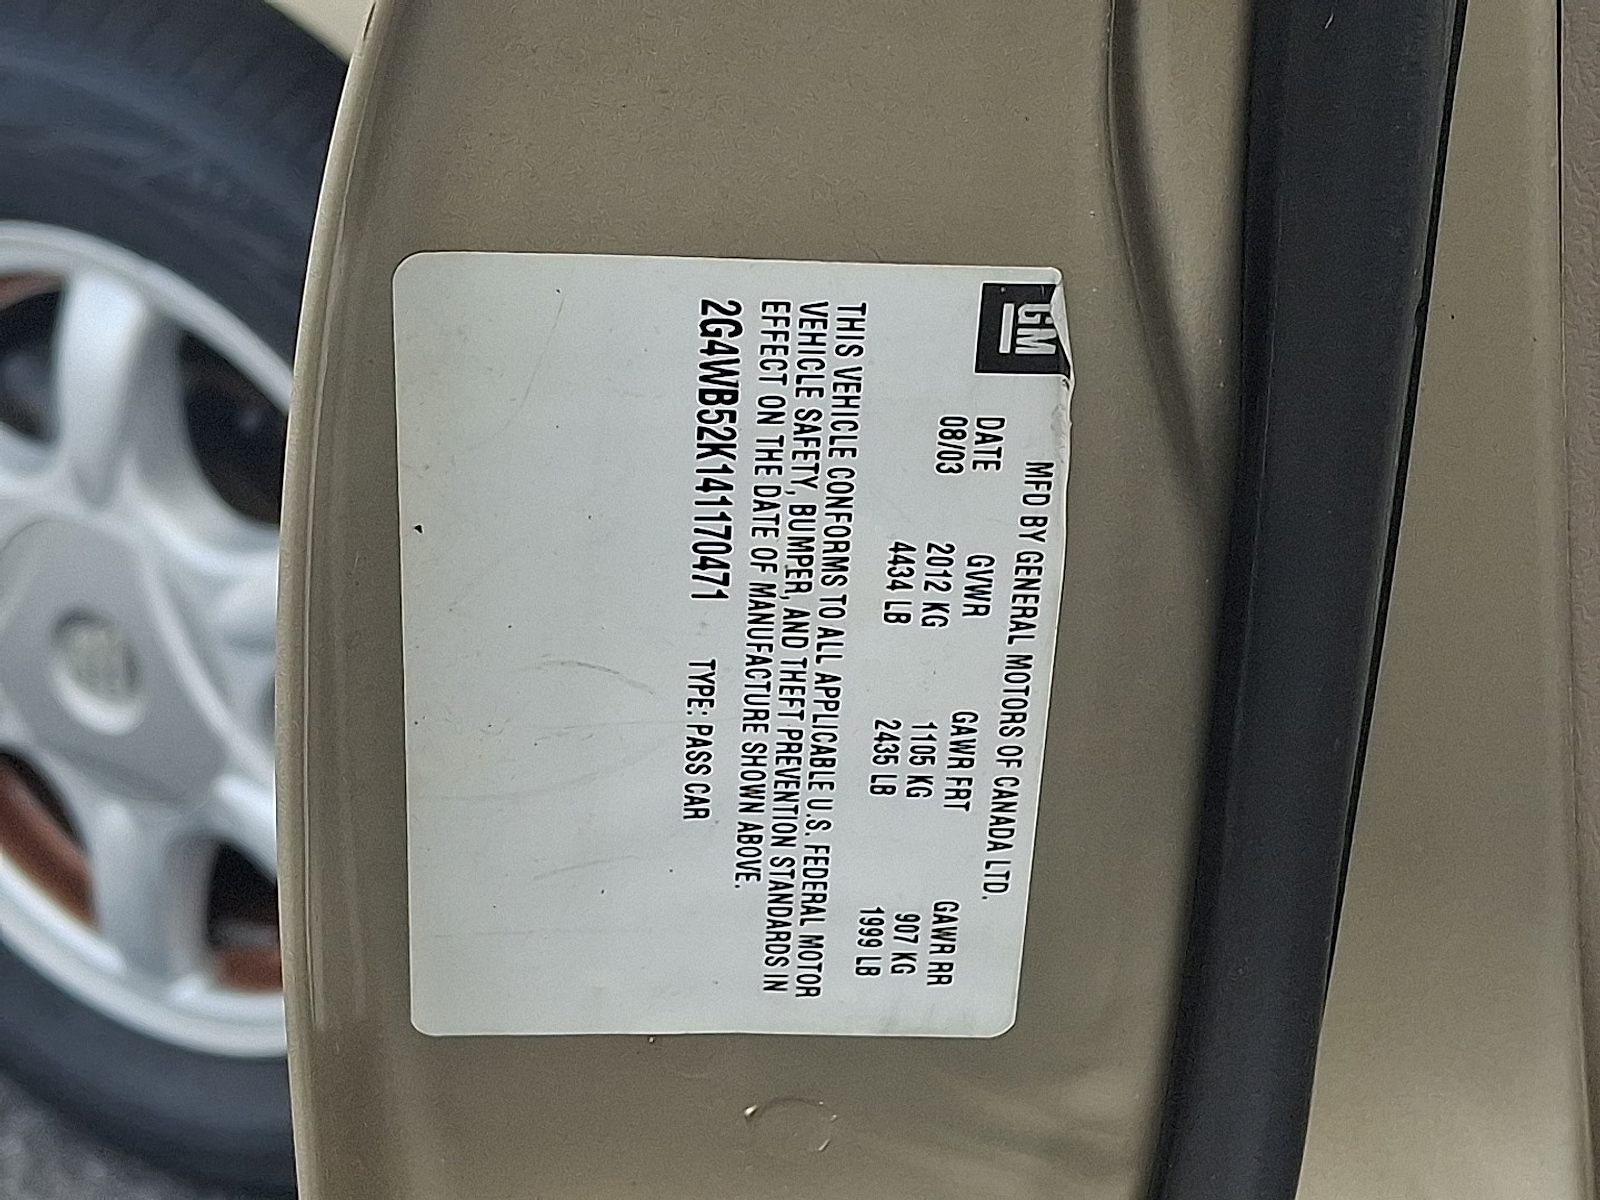 GM
MFD BY GENERAL MOTORS OF CANADA LTD.
DATE GVWR GAWR FRT GAWR RR
08/03 2012 KG 1105 KG 907 KG
4434 LB 2435 LB 1999 LB
THIS VEHICLE CONFORMS TO ALL APPLICABLE U.S. FEDERAL MOTOR
VEHICLE SAFETY, BUMPER, AND THEFT PREVENTION STANDARDS IN
EFFECT ON THE DATE OF MANUFACTURE SHOWN ABOVE.
2G4WB52K141170471 TYPE: PASS CAR